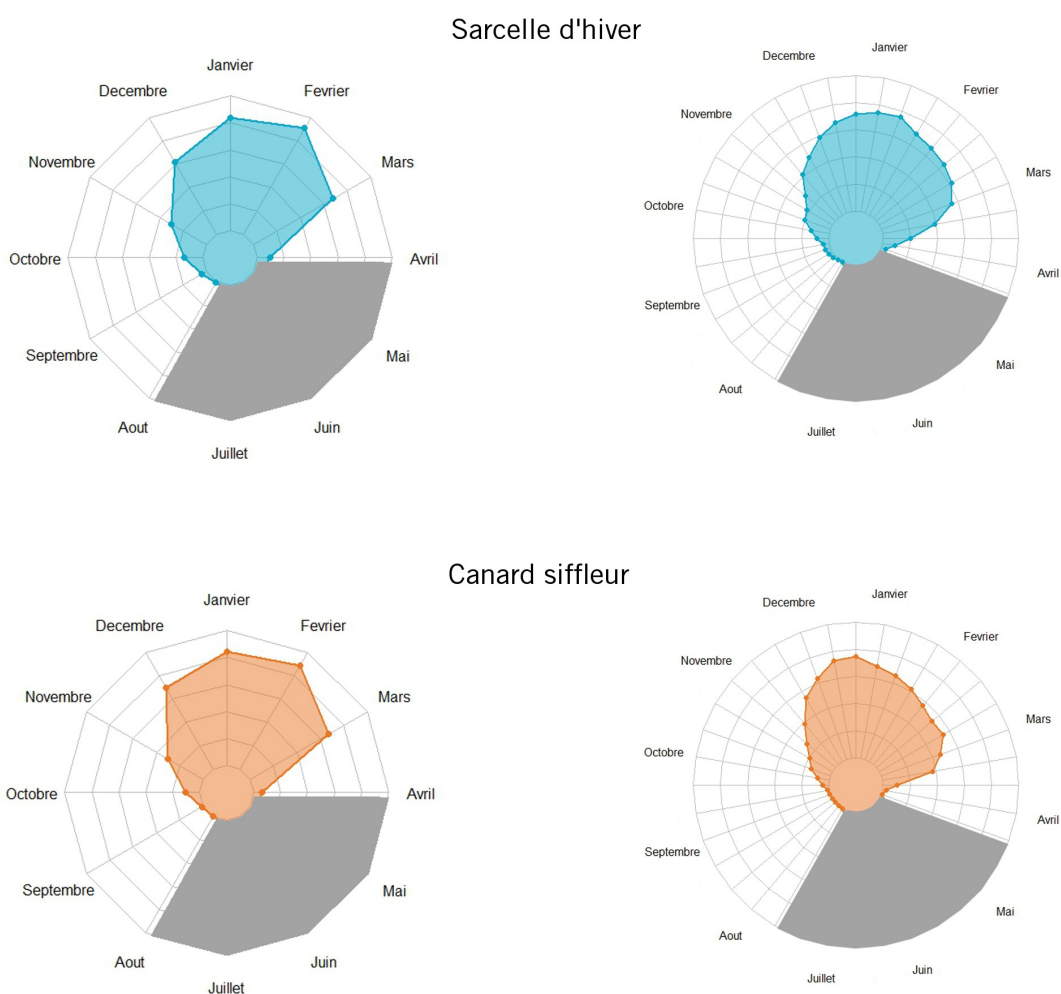 Sarcelle d'hiver
Janvier
Fevrier
Mars
Avril
Mai
Juin
Juillet
Aout
Septembre
Octobre
Novembre
Decembre
Janvier
Fevrier
Mars
Avril
Mai
Juin
Juillet
Aout
Septembre
Octobre
Novembre
Decembre
Canard siffleur
Janvier
Fevrier
Mars
Avril
Mai
Juin
Juillet
Aout
Septembre
Octobre
Novembre
Decembre
Janvier
Fevrier
Mars
Avril
Mai
Juin
Juillet
Aout
Septembre
Octobre
Novembre
Decembre